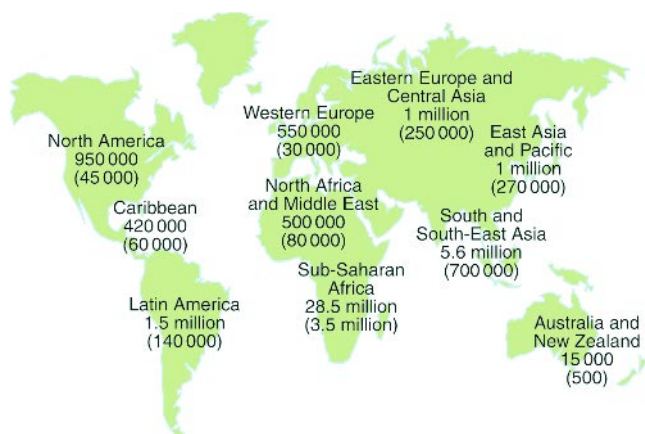 Eastern Europe and
Central Asia
1 million
(250 000)
Western Europe
550 000
(30 000)
East Asia
and Pacific
1 million
(270 000)
North America
950 000
(45 000)
North Africa
and Middle East
500 000
(80 000)
Caribbean
420 000
(60 000)
South and
South-East Asia
5.6 million
(700 000)
Sub-Saharan
Africa
28.5 million
(3.5 million)
Latin America
1.5 million
(140 000)
Australia and
New Zealand
15 000
(500)